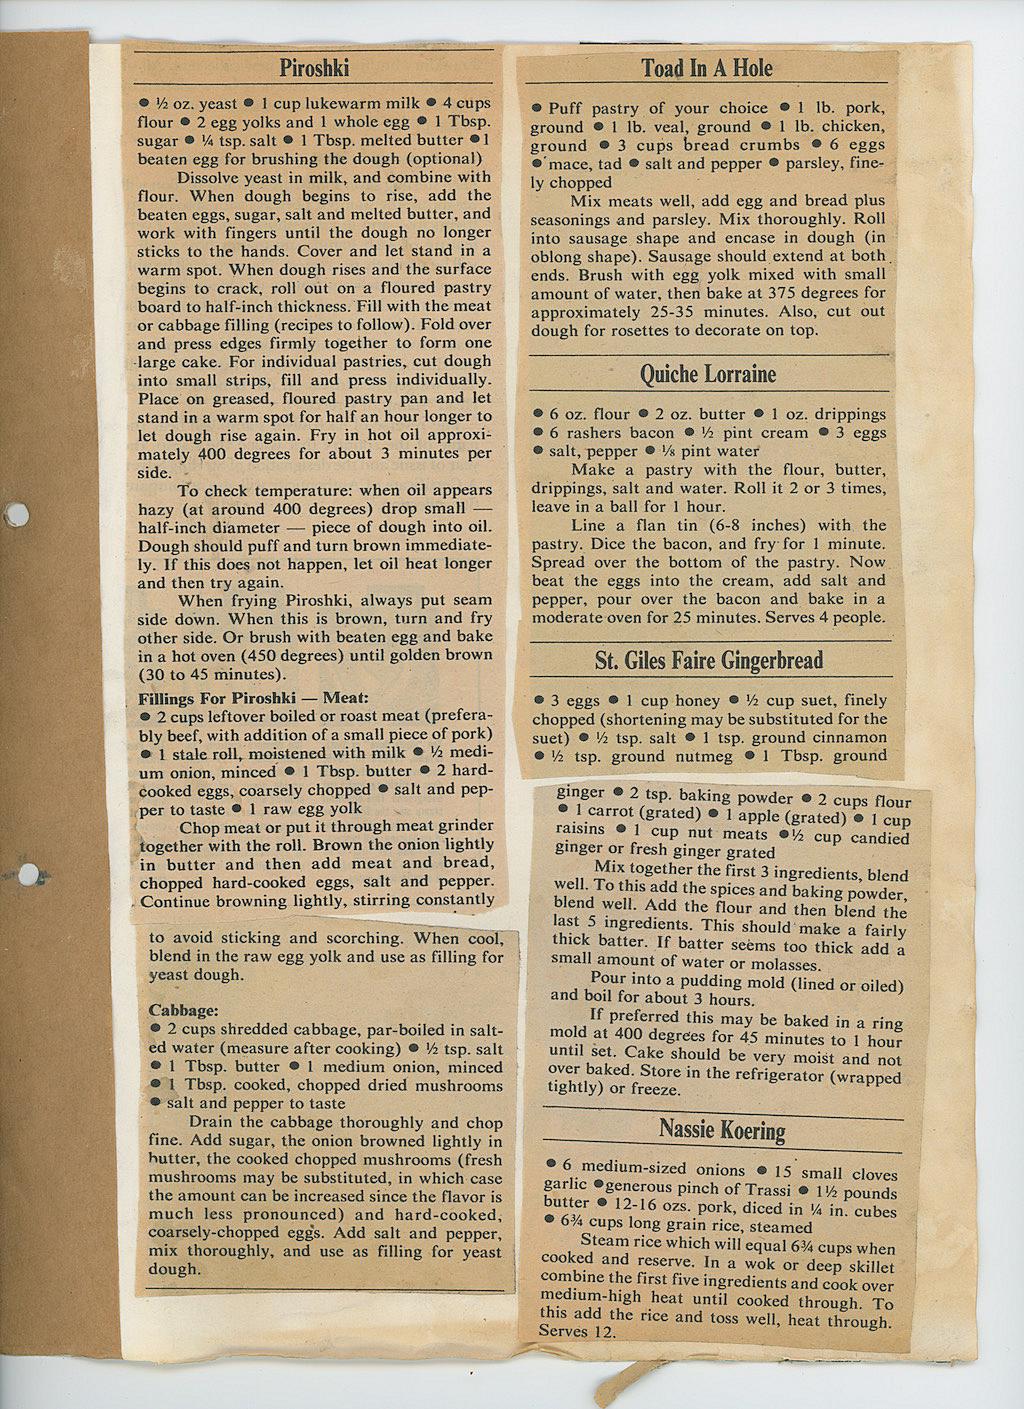 Piroshki
● ½ oz. yeast ● 1 cup lukewarm milk ● 4 cups
flour ● 2 egg yolks and 1 whole egg ● 1 Tbsp.
sugar ● ¼ tsp. salt ● 1 Tbsp. melted butter ● 1
beaten egg for brushing the dough (optional)
Dissolve yeast in milk, and combine with
flour. When dough begins to rise, add the
beaten eggs, sugar, salt and melted butter, and
work with fingers until the dough no longer
sticks to the hands. Cover and let stand in a
warm spot. When dough rises and the surface
begins to crack, roll out on a floured pastry
board to half-inch thickness. Fill with the meat
or cabbage filling (recipes to follow). Fold over
and press edges firmly together to form one
large cake. For individual pastries, cut dough
into small strips, fill and press individually.
Place on greased, floured pastry pan and let
stand in a warm spot for half an hour longer to
let dough rise again. Fry in hot oil approxi-
mately 400 degrees for about 3 minutes per
side.
To check temperature: when oil appears
hazy (at around 400 degrees) drop small —
half-inch diameter — piece of dough into oil.
Dough should puff and turn brown immediate-
ly. If this does not happen, let oil heat longer
and then try again.
When frying Piroshki, always put seam
side down. When this is brown, turn and fry
other side. Or brush with beaten egg and bake
in a hot oven (450 degrees) until golden brown
(30 to 45 minutes).
Fillings For Piroshki — Meat:
● 2 cups leftover boiled or roast meat (prefera-
bly beef, with addition of a small piece of pork)
● 1 stale roll, moistened with milk ● ½ medi-
um onion, minced ● 1 Tbsp. butter ● 2 hard-
cooked eggs, coarsely chopped ● salt and pep-
per to taste ● 1 raw egg yolk
Chop meat or put it through meat grinder
together with the roll. Brown the onion lightly
in butter and then add meat and bread,
chopped hard-cooked eggs, salt and pepper.
Continue browning lightly, stirring constantly
to avoid sticking and scorching. When cool,
blend in the raw egg yolk and use as filling for
yeast dough.
Cabbage:
● 2 cups shredded cabbage, par-boiled in salt-
ed water (measure after cooking) ● ½ tsp. salt
● 1 Tbsp. butter ● 1 medium onion, minced
● 1 Tbsp. cooked, chopped dried mushrooms
● salt and pepper to taste
Drain the cabbage thoroughly and chop
fine. Add sugar, the onion browned lightly in
butter, the cooked chopped mushrooms (fresh
mushrooms may be substituted, in which case
the amount can be increased since the flavor is
much less pronounced) and hard-cooked,
coarsely-chopped eggs. Add salt and pepper,
mix thoroughly, and use as filling for yeast
dough.
Toad In A Hole
● Puff pastry of your choice ● 1 lb. pork,
ground ● 1 lb. veal, ground ● 1 lb. chicken,
ground ● 3 cups bread crumbs ● 6 eggs
● mace, tad ● salt and pepper ● parsley, fine-
ly chopped
Mix meats well, add egg and bread plus
seasonings and parsley. Mix thoroughly. Roll
into sausage shape and encase in dough (in
oblong shape). Sausage should extend at both
ends. Brush with egg yolk mixed with small
amount of water, then bake at 375 degrees for
approximately 25-35 minutes. Also, cut out
dough for rosettes to decorate on top.
Quiche Lorraine
● 6 oz. flour ● 2 oz. butter ● 1 oz. drippings
● 6 rashers bacon ● ½ pint cream ● 3 eggs
● salt, pepper ● ⅛ pint water
Make a pastry with the flour, butter,
drippings, salt and water. Roll it 2 or 3 times,
leave in a ball for 1 hour.
Line a flan tin (6-8 inches) with the
pastry. Dice the bacon, and fry for 1 minute.
Spread over the bottom of the pastry. Now
beat the eggs into the cream, add salt and
pepper, pour over the bacon and bake in a
moderate oven for 25 minutes. Serves 4 people.
St. Giles Faire Gingerbread
● 3 eggs ● 1 cup honey ● ½ cup suet, finely
chopped (shortening may be substituted for the
suet) ● ½ tsp. salt ● 1 tsp. ground cinnamon
● ½ tsp. ground nutmeg ● 1 Tbsp. ground
ginger ● 2 tsp. baking powder ● 2 cups flour
● 1 carrot (grated) ● 1 apple (grated) ● 1 cup
raisins ● 1 cup nut meats ● ½ cup candied
ginger or fresh ginger grated
Mix together the first 3 ingredients, blend
well. To this add the spices and baking powder,
blend well. Add the flour and then blend the
last 5 ingredients. This should make a fairly
thick batter. If batter seems too thick add a
small amount of water or molasses.
Pour into a pudding mold (lined or oiled)
and boil for about 3 hours.
If preferred this may be baked in a ring
mold at 400 degrees for 45 minutes to 1 hour
until set. Cake should be very moist and not
over baked. Store in the refrigerator (wrapped
tightly) or freeze.
Nassie Koering
● 6 medium-sized onions ● 15 small cloves
garlic ● generous pinch of Trassi ● 1½ pounds
butter ● 12-16 ozs. pork, diced in ¼ in. cubes
● 6¾ cups long grain rice, steamed
Steam rice which will equal 6¾ cups when
cooked and reserve. In a wok or deep skillet
combine the first five ingredients and cook over
medium-high heat until cooked through. To
this add the rice and toss well, heat through.
Serves 12.